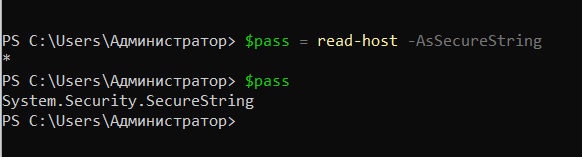 PS C:\Users\Администратор> $pass = read-host -AsSecureString
*
PS C:\Users\Администратор> $pass
System.Security.SecureString
PS C:\Users\Администратор>